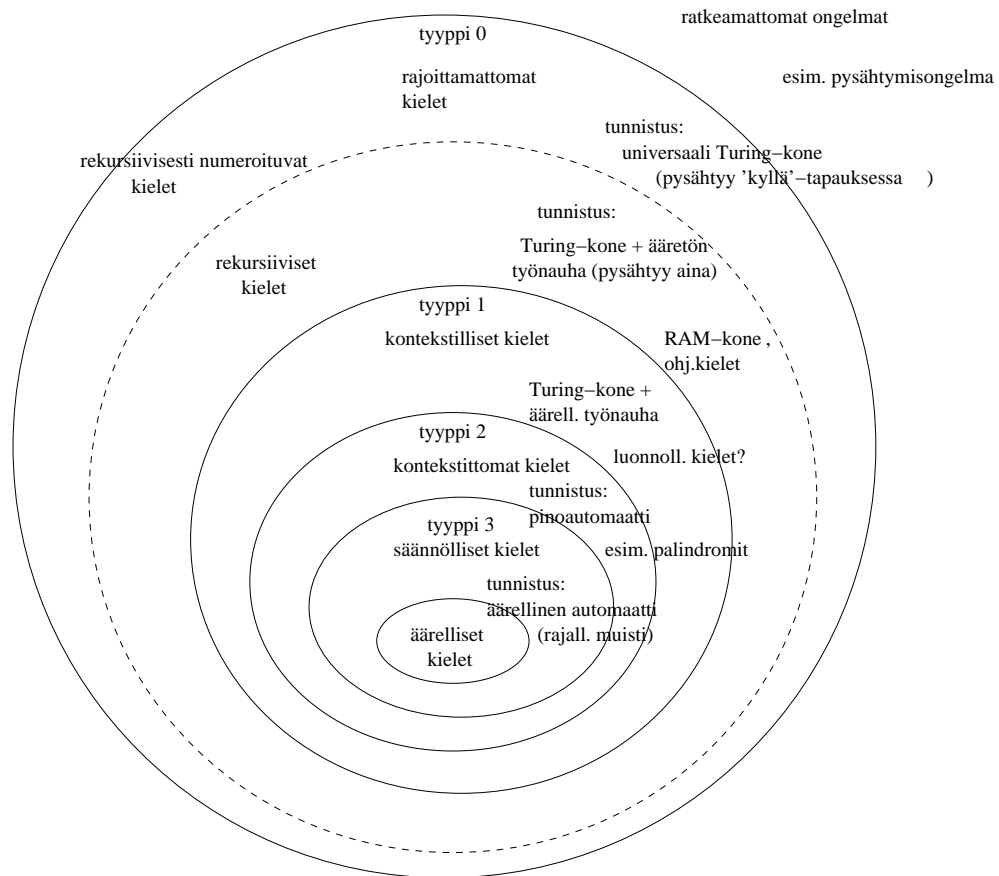 ratkeamattomat ongelmat
tyyppi 0
rajoittamattomat
kielet
esim. pysähtymisongelma
tunnistus:
universaali Turing−kone
(pysähtyy ’kyllä’−tapauksessa )
rekursiivisesti numeroituvat
kielet
tunnistus:
Turing−kone + ääretön
työnauha (pysähtyy aina)
rekursiiviset
kielet
tyyppi 1
kontekstilliset kielet
RAM−kone ,
ohj.kielet
Turing−kone +
äärell. työnauha
tyyppi 2
kontekstittomat kielet
luonnoll. kielet?
tunnistus:
pinoautomaatti
tyyppi 3
säännölliset kielet
esim. palindromit
tunnistus:
äärellinen automaatti
(rajall. muisti)
äärelliset
kielet